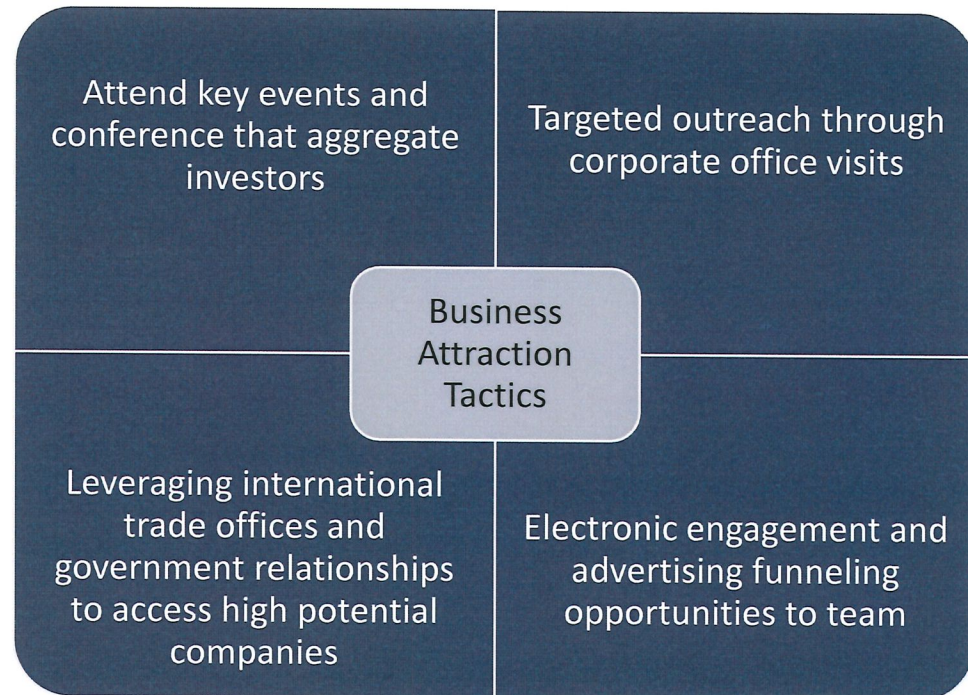 Attend key events and
conference that aggregate
investors
Targeted outreach through
corporate office visits
Business
Attraction
Tactics
Leveraging international
trade offices and
government relationships
to access high potential
companies
Electronic engagement and
advertising funneling
opportunities to team